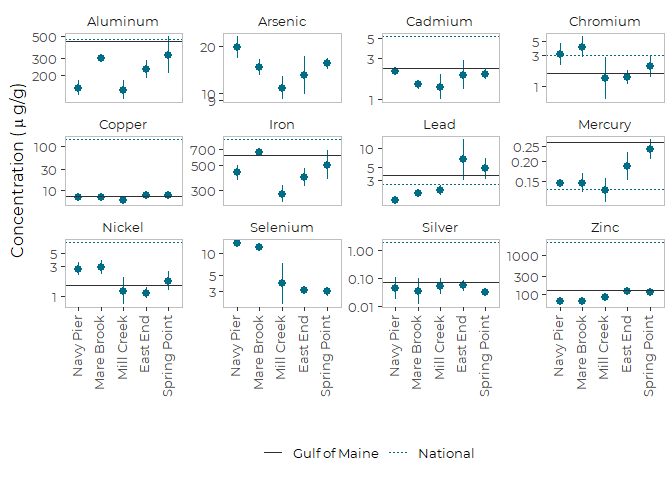 Aluminum Arsenic Cadmium Chromium
500
300
200
20
10
9
5
3
1
5
3
1
Copper Iron Lead Mercury
100
30
10
700
500
300
10
5
3
0.25
0.20
0.15
Nickel Selenium Silver Zinc
5
3
1
10
5
3
1.00
0.10
0.01
1000
300
100
Concentration (μg/g)
Navy Pier
Mare Brook
Mill Creek
East End
Spring Point
Navy Pier
Mare Brook
Mill Creek
East End
Spring Point
Navy Pier
Mare Brook
Mill Creek
East End
Spring Point
Navy Pier
Mare Brook
Mill Creek
East End
Spring Point
Gulf of Maine National